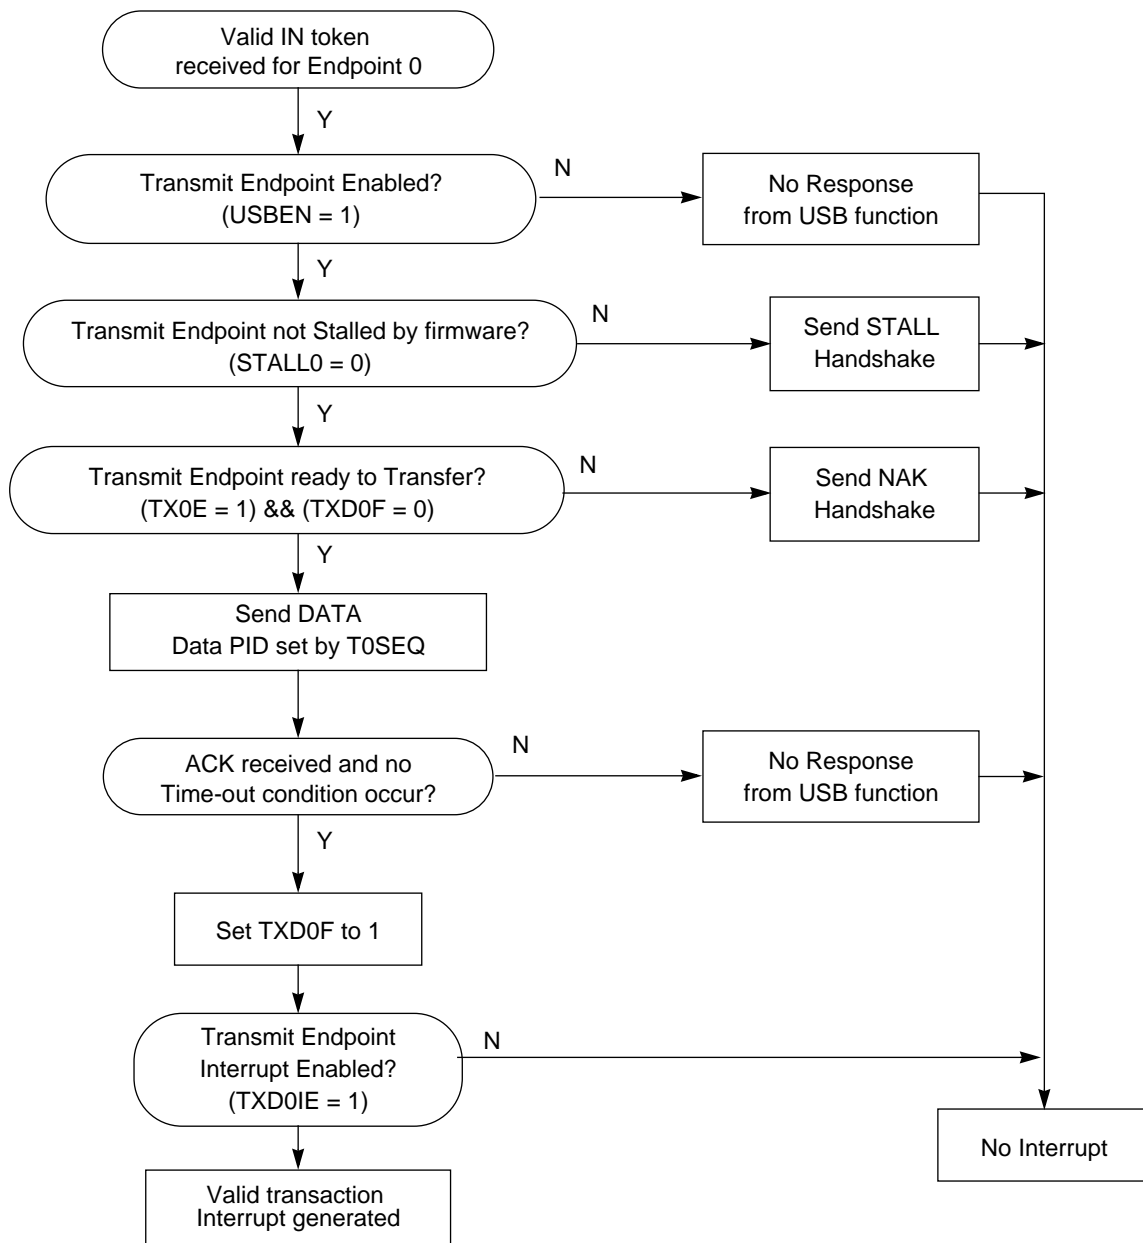 Valid IN token
received for Endpoint 0
Y
Transmit Endpoint Enabled?
(USBEN = 1)
N
No Response
from USB function
Y
Transmit Endpoint not Stalled by firmware?
(STALL0 = 0)
N
Send STALL
Handshake
Y
Transmit Endpoint ready to Transfer?
(TX0E = 1) && (TXD0F = 0)
N
Send NAK
Handshake
Y
Send DATA
Data PID set by T0SEQ
ACK received and no
Time-out condition occur?
N
No Response
from USB function
Y
Set TXD0F to 1
Transmit Endpoint
Interrupt Enabled?
(TXD0IE = 1)
N
No Interrupt
Valid transaction
Interrupt generated